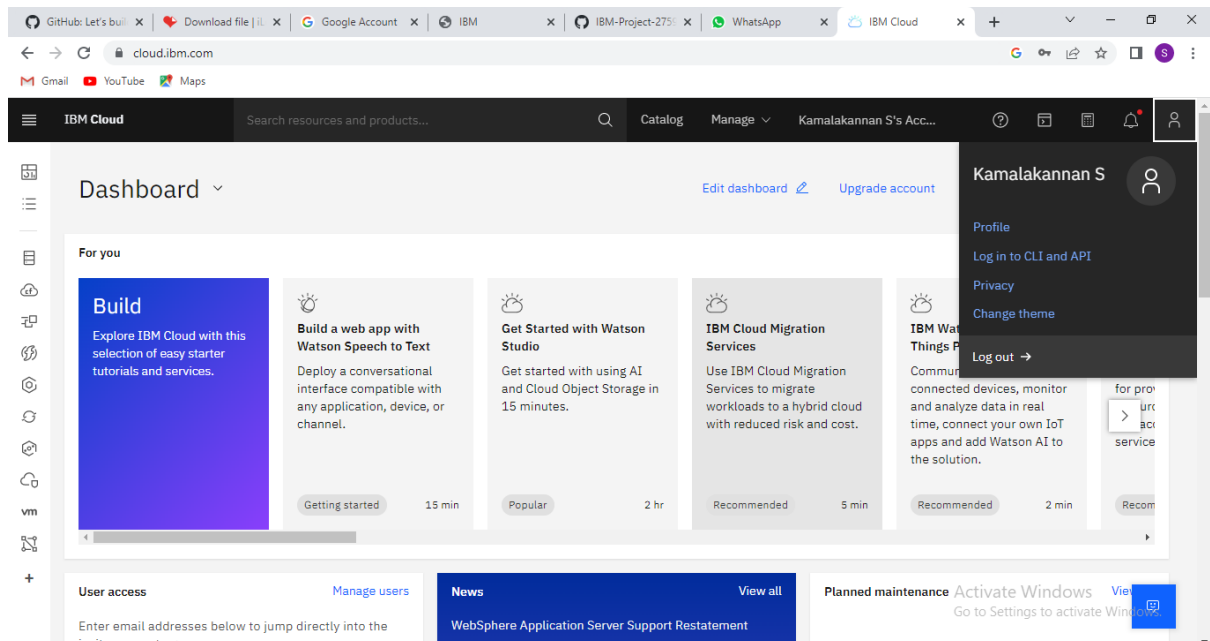 GitHub: Let's bui
Download file | iL
Google Account
IBM
IBM-Project-2759
WhatsApp
IBM Cloud
cloud.ibm.com
S
Gmail
YouTube
Maps
IBM Cloud
Search resources and products...
Catalog
Manage
Kamalakannan S's Acc...
Kamalakannan S
Profile
Log in to CLI and API
Privacy
Change theme
Log out →
Dashboard
Edit dashboard
Upgrade account
For you
Build
Explore IBM Cloud with this
selection of easy starter
tutorials and services.
Build a web app with
Watson Speech to Text
Deploy a conversational
interface compatible with
any application, device, or
channel.
Getting started
15 min
Get Started with Watson
Studio
Get started with using AI
and Cloud Object Storage in
15 minutes.
Popular
2 hr
IBM Cloud Migration
Services
Use IBM Cloud Migration
Services to migrate
workloads to a hybrid cloud
with reduced risk and cost.
Recommended
5 min
IBM Wat
Things P
Commun
connected devices, monitor
and analyze data in real
time, connect your own IoT
apps and add Watson AI to
the solution.
Recommended
2 min
for prov
service
Recom
vm
User access
Manage users
Enter email addresses below to jump directly into the
News
View all
WebSphere Application Server Support Restatement
Planned maintenance
Activate Windows
Go to Settings to activate Windows.